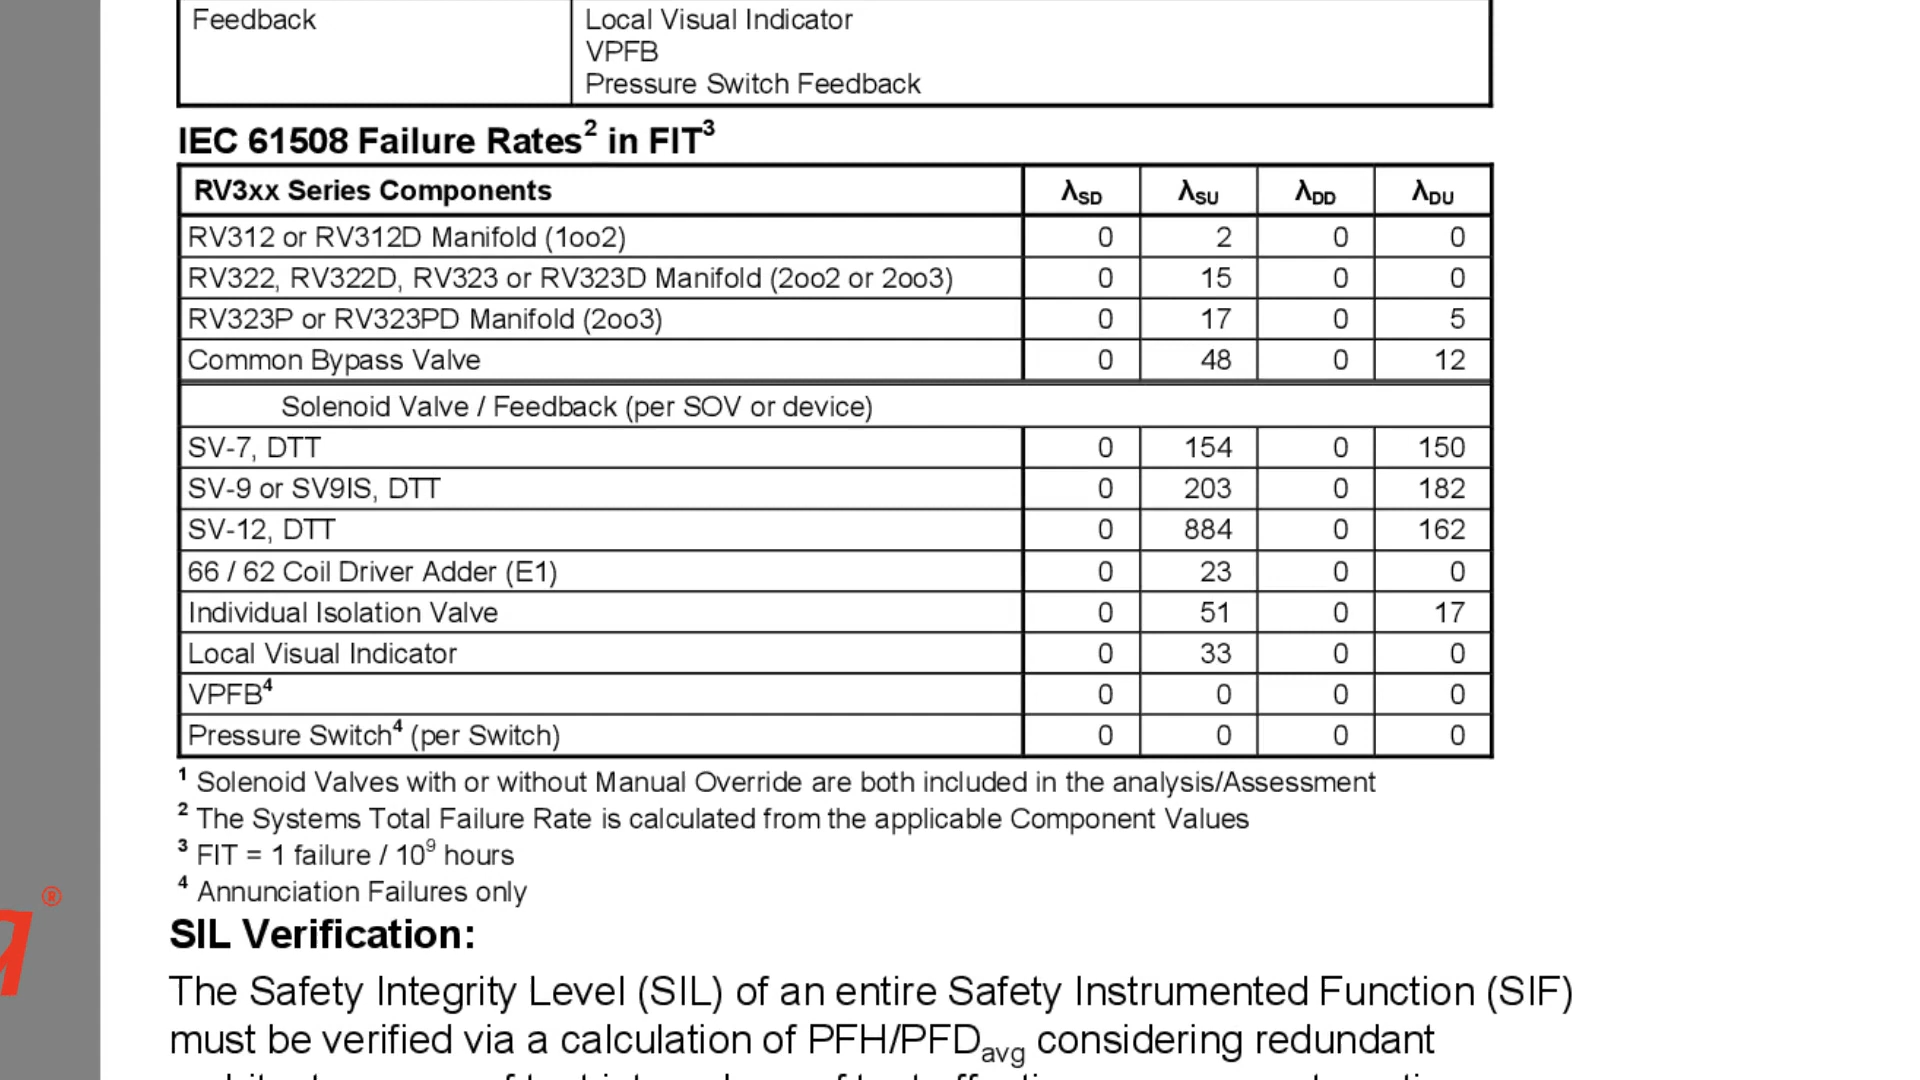 Feedback Local Visual Indicator
VPFB
Pressure Switch Feedback
IEC 61508 Failure Rates² in FIT³
RV3xx Series Components λSD λSU λDD λDU
RV312 or RV312D Manifold (1oo2) 0 2 0 0
RV322, RV322D, RV323 or RV323D Manifold (2oo2 or 2oo3) 0 15 0 0
RV323P or RV323PD Manifold (2oo3) 0 17 0 5
Common Bypass Valve 0 48 0 12
Solenoid Valve / Feedback (per SOV or device)
SV-7, DTT 0 154 0 150
SV-9 or SV9IS, DTT 0 203 0 182
SV-12, DTT 0 884 0 162
66 / 62 Coil Driver Adder (E1) 0 23 0 0
Individual Isolation Valve 0 51 0 17
Local Visual Indicator 0 33 0 0
VPFB⁴ 0 0 0 0
Pressure Switch⁴ (per Switch) 0 0 0 0
¹ Solenoid Valves with or without Manual Override are both included in the analysis/Assessment
² The Systems Total Failure Rate is calculated from the applicable Component Values
³ FIT = 1 failure / 10⁹ hours
⁴ Annunciation Failures only
®
SIL Verification:
The Safety Integrity Level (SIL) of an entire Safety Instrumented Function (SIF)
must be verified via a calculation of PFH/PFDavg considering redundant